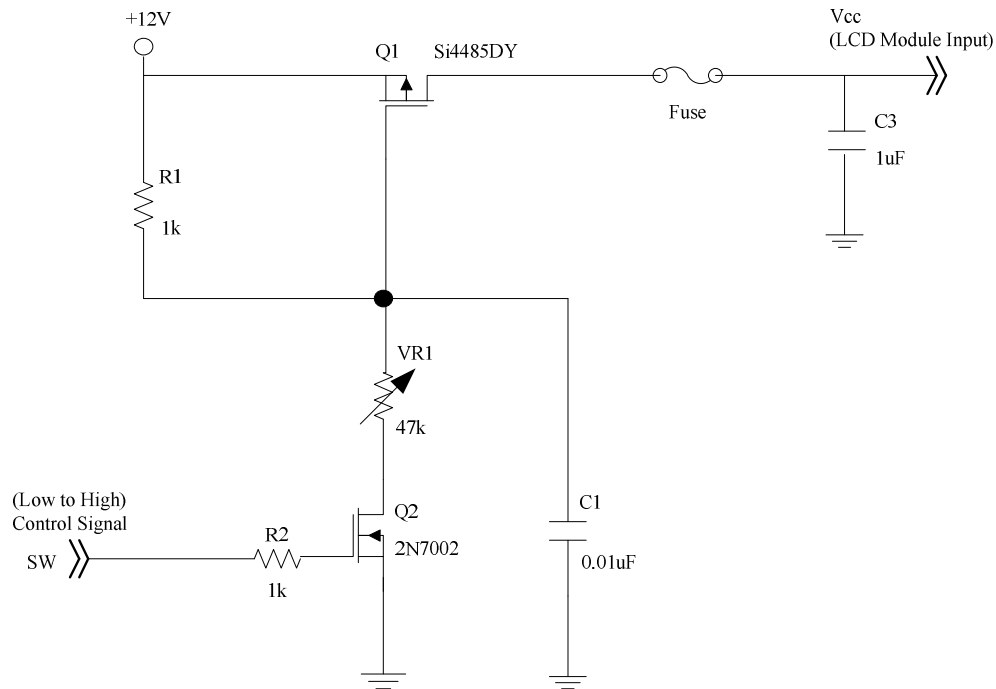 +12V
Q1
Si4485DY
Vcc
(LCD Module Input)
Fuse
C3
1uF
R1
1k
VR1
47k
(Low to High)
Control Signal
SW
R2
1k
Q2
2N7002
C1
0.01uF